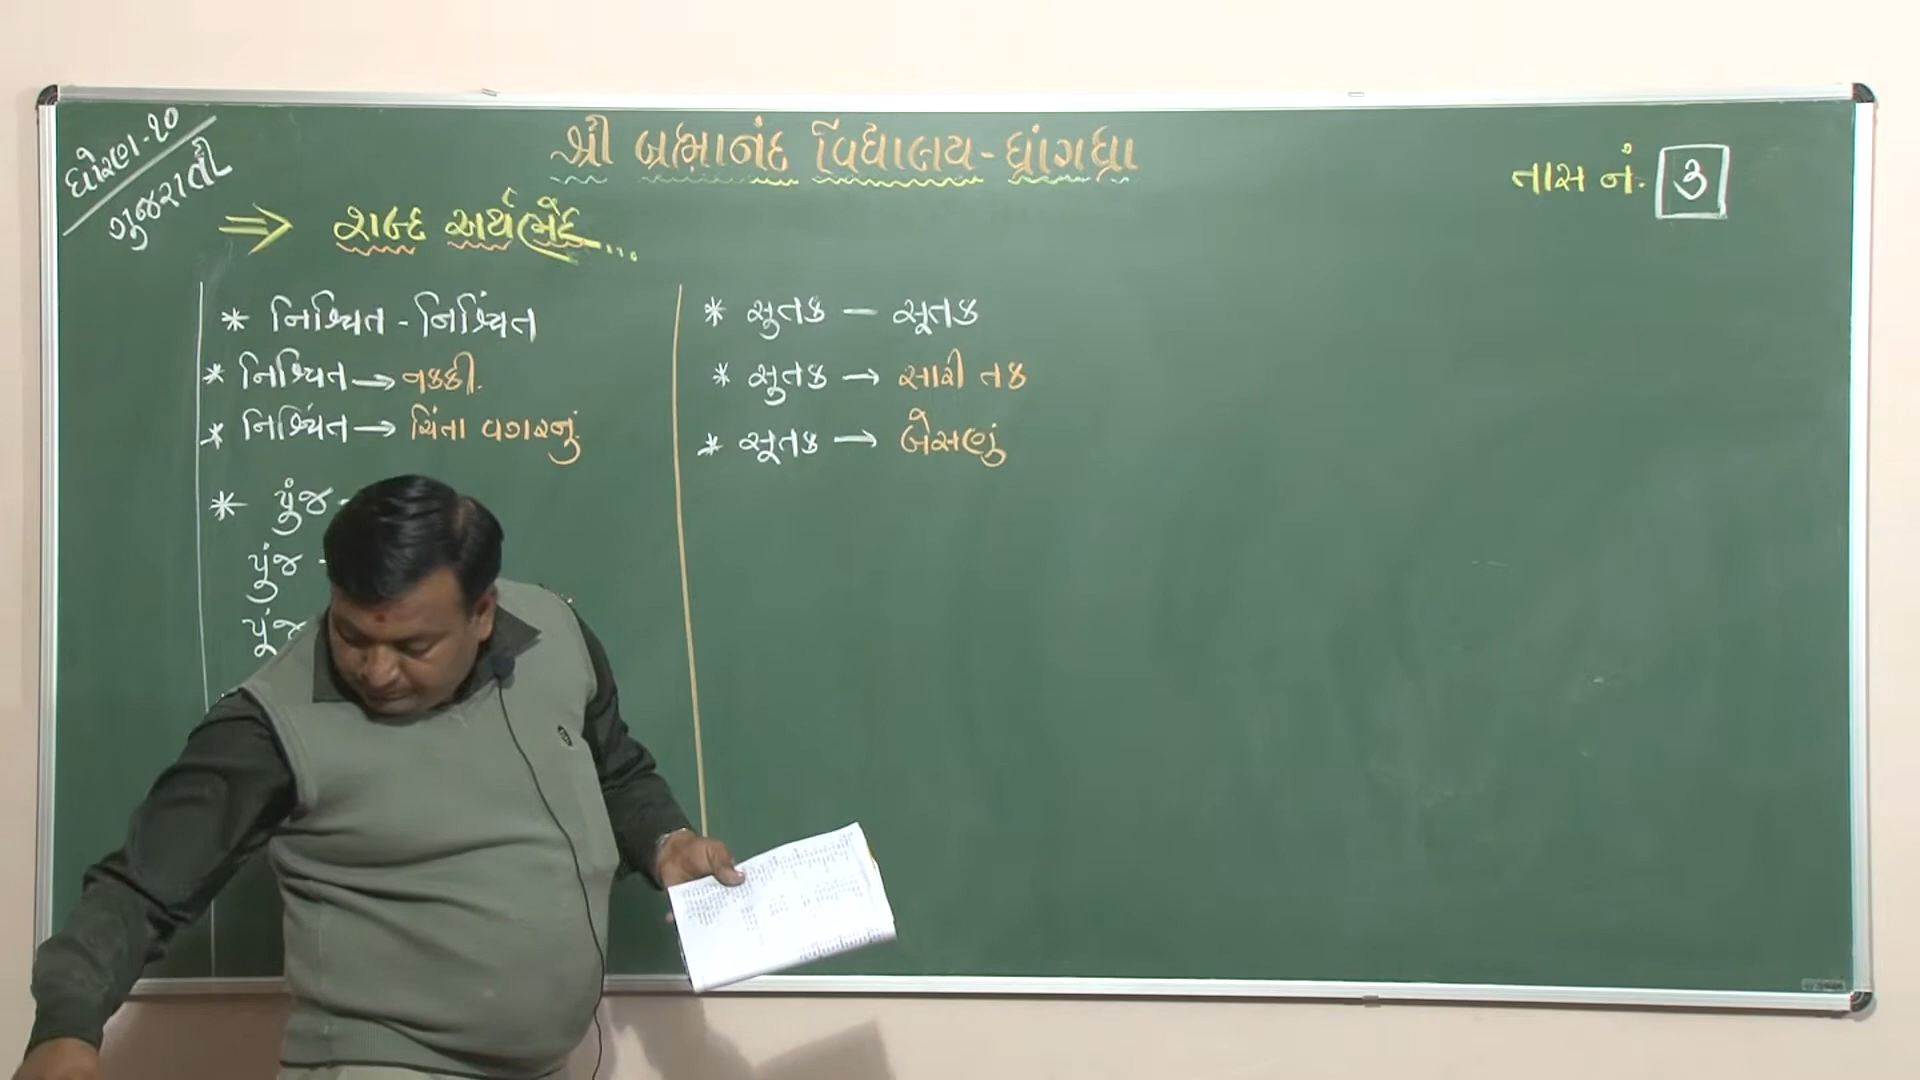 ધોરણ-૧૦
ગુજરાતી
શ્રી બ્રહ્માનંદ વિદ્યાલય-ધ્રાંગધ્રા
તાસ નં. ૩
⇒ શબ્દ અર્થભેદ...
* નિશ્ચિત - નિશ્ચિંત
* નિશ્ચિત → નક્કી.
* નિશ્ચિંત → ચિંતા વગરનું.
* પુંજ -
પુંજ -
પૂંજ
* સુતક — સૂતક
* સુતક → સારી તક
* સૂતક → બેસણું